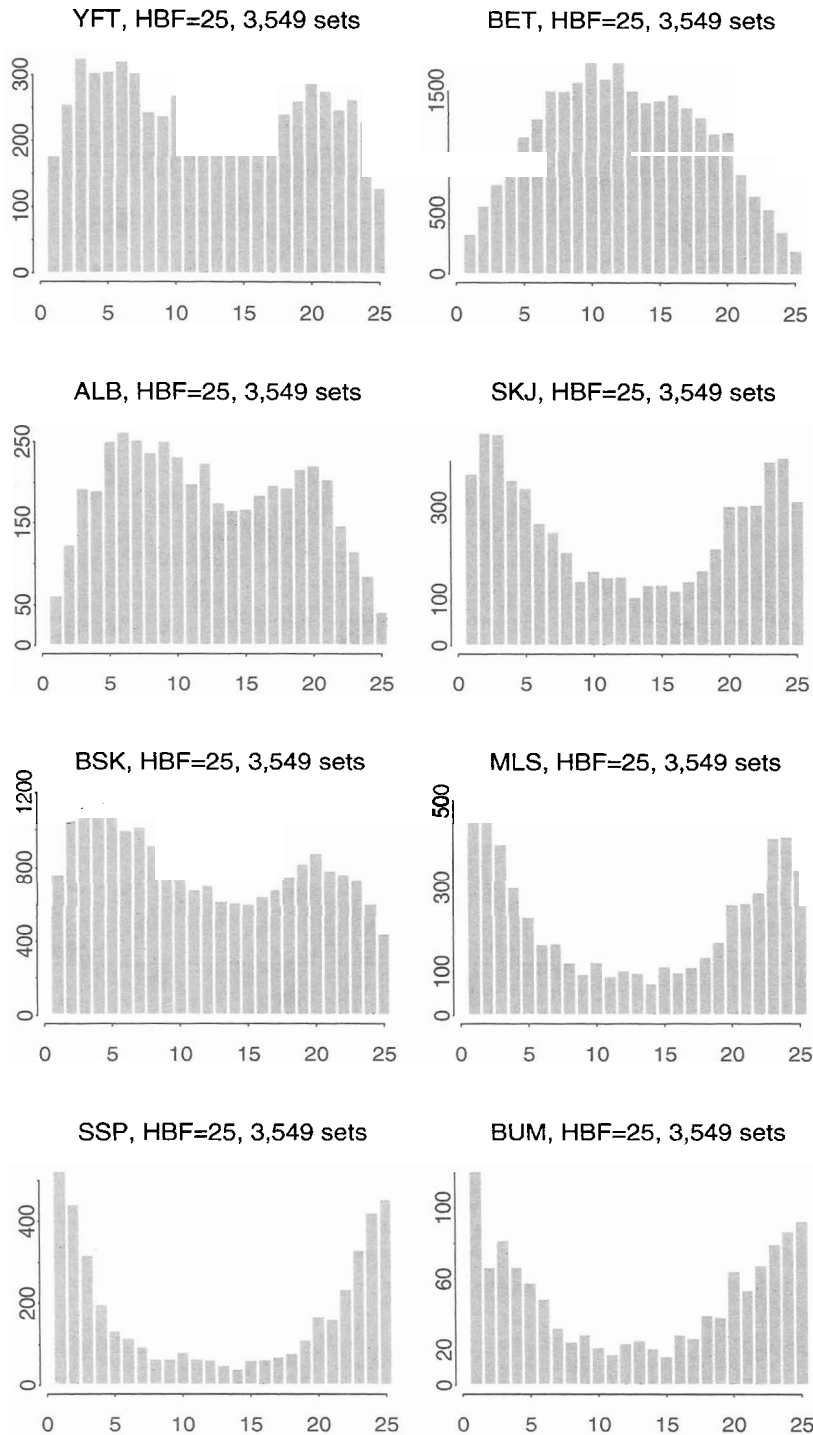 YFT, HBF=25, 3,549 sets
300
200
100
0
0 5 10 15 20 25
BET, HBF=25, 3,549 sets
1500
500
0
0 5 10 15 20 25
ALB, HBF=25, 3,549 sets
250
150
50
0
0 5 10 15 20 25
SKJ, HBF=25, 3,549 sets
300
100
0
0 5 10 15 20 25
BSK, HBF=25, 3,549 sets
1200
800
400
0
0 5 10 15 20 25
MLS, HBF=25, 3,549 sets
500
300
100
0
0 5 10 15 20 25
SSP, HBF=25, 3,549 sets
400
200
0
0 5 10 15 20 25
BUM, HBF=25, 3,549 sets
100
60
20
0
0 5 10 15 20 25